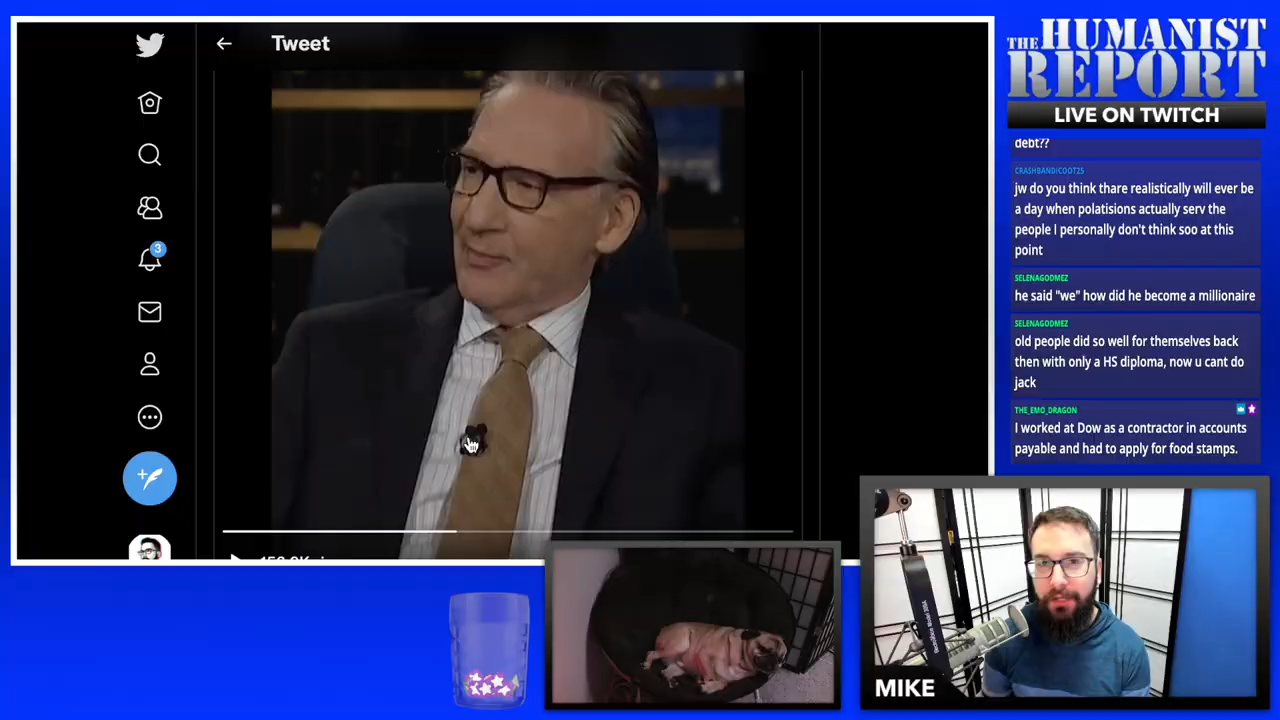 Tweet
3
THE HUMANIST
REPORT
LIVE ON TWITCH
debt??
CRASHBANDICOOT25
jw do you think thare realistically will ever be
a day when polatisions actually serv the
people I personally don't think soo at this
point
SELENAGODMEZ
he said "we" how did he become a millionaire
SELENAGODMEZ
old people did so well for themselves back
then with only a HS diploma, now u cant do
jack
THE_EMO_DRAGON
I worked at Dow as a contractor in accounts
payable and had to apply for food stamps.
MIKE